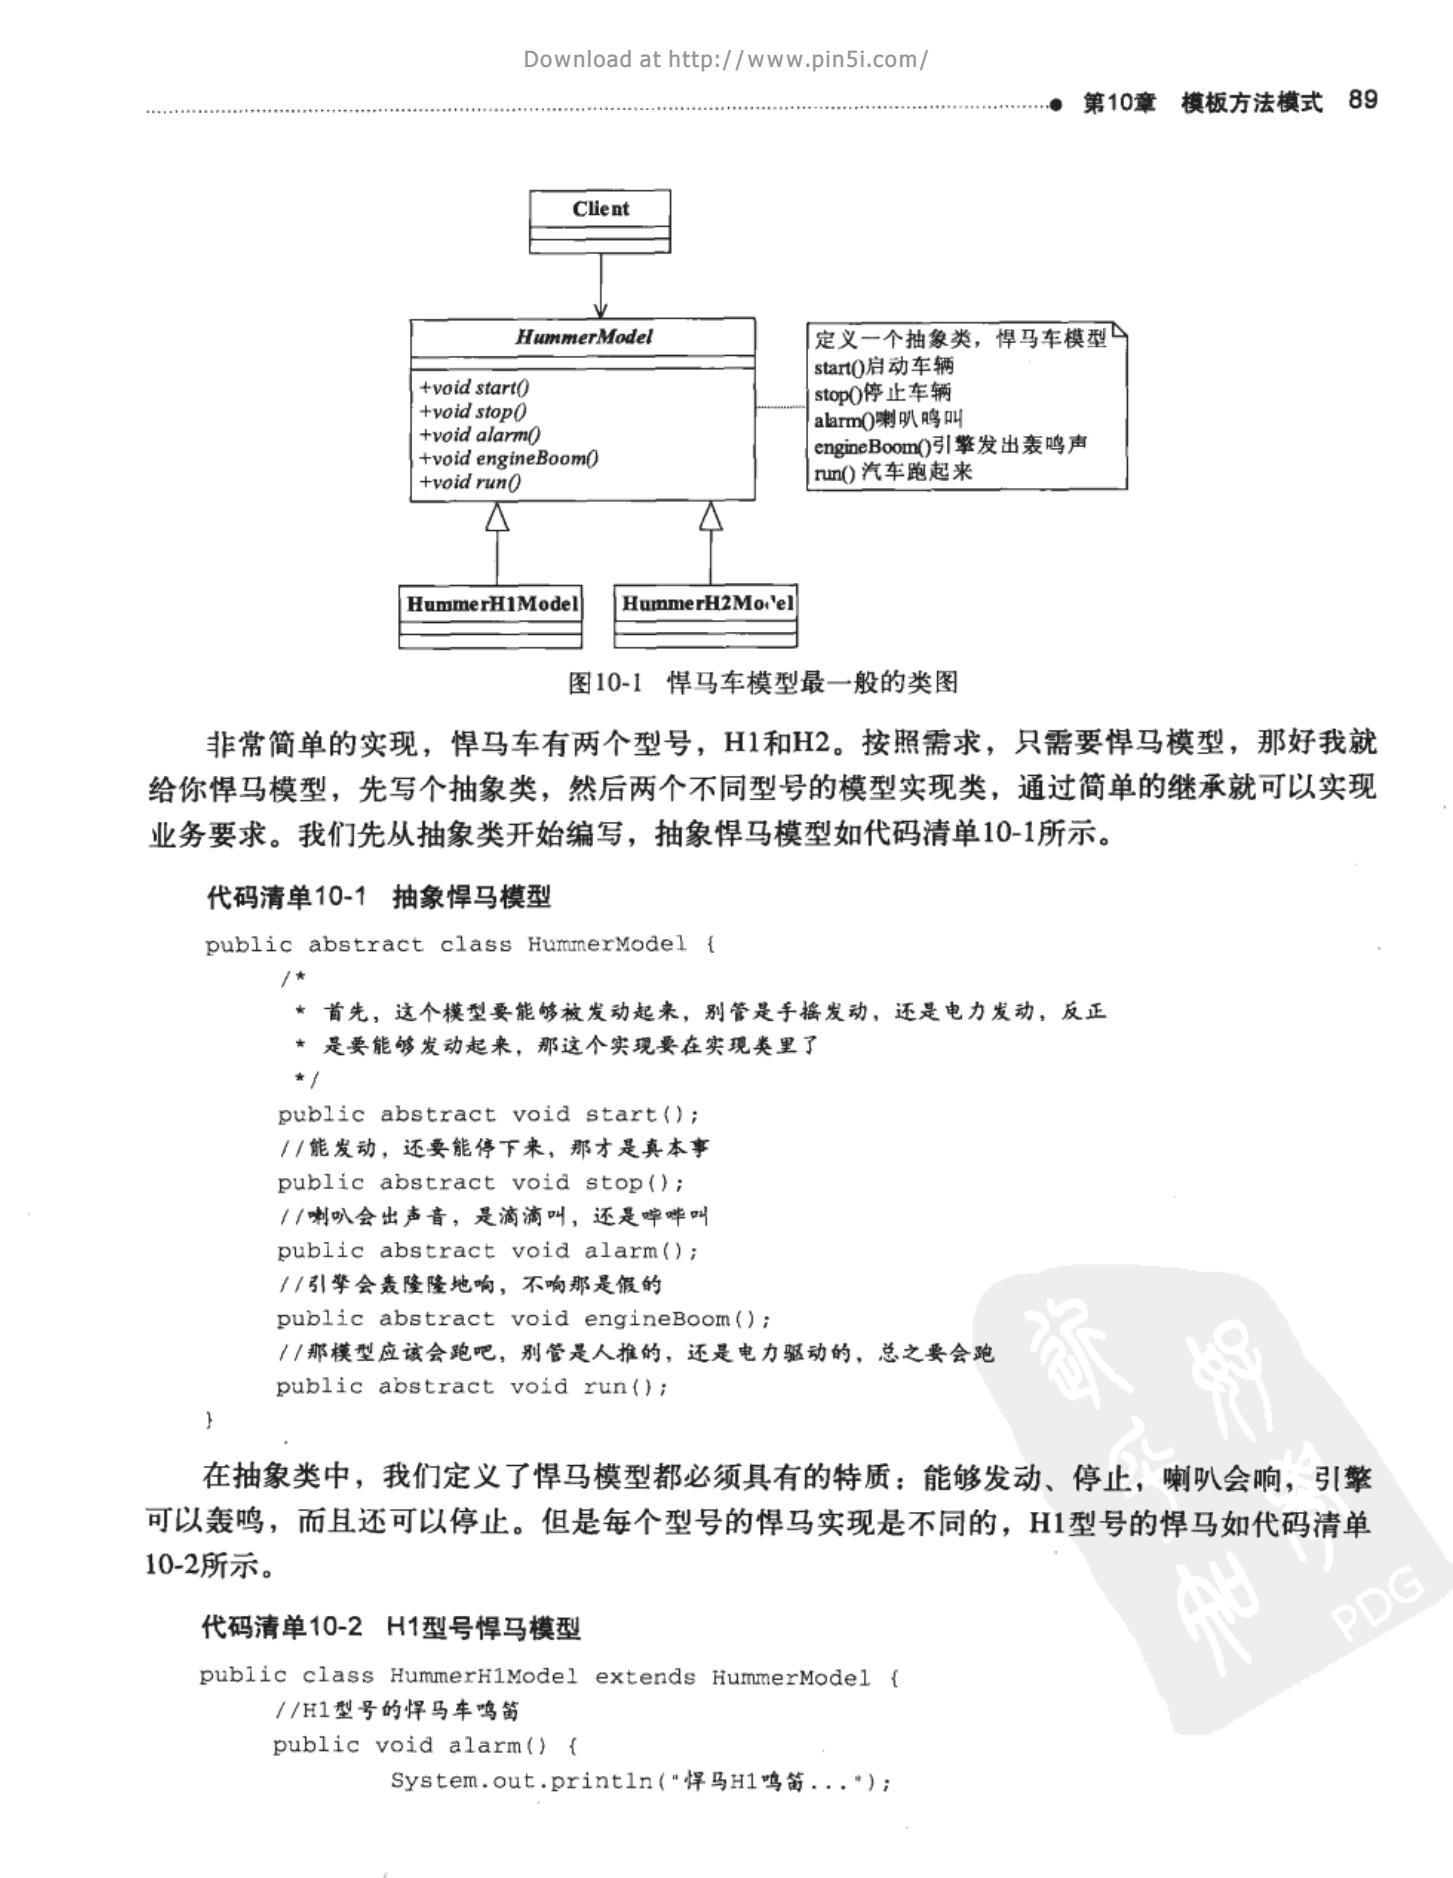 Download at http://www.pin5i.com/
第10章 模板方法模式 89
Client
HummerModel
+void start()
+void stop()
+void alarm()
+void engineBoom()
+void run()
定义一个抽象类，悍马车模型
start()启动车辆
stop()停止车辆
alarm()喇叭鸣叫
engineBoom()引擎发出轰鸣声
run() 汽车跑起来
HummerH1Model
HummerH2Model
图10-1 悍马车模型最一般的类图
非常简单的实现，悍马车有两个型号，H1和H2。按照需求，只需要悍马模型，那好我就
给你悍马模型，先写个抽象类，然后两个不同型号的模型实现类，通过简单的继承就可以实现
业务要求。我们先从抽象类开始编写，抽象悍马模型如代码清单10-1所示。
代码清单10-1 抽象悍马模型
public abstract class HummerModel {
/*
* 首先，这个模型要能够被发动起来，别管是手摇发动，还是电力发动，反正
* 是要能够发动起来，那这个实现要在实现类里了
*/
public abstract void start();
//能发动，还要能停下来，那才是真本事
public abstract void stop();
//喇叭会出声音，是滴滴叫，还是哔哔叫
public abstract void alarm();
//引擎会轰隆隆地响，不响那是假的
public abstract void engineBoom();
//那模型应该会跑吧，别管是人推的，还是电力驱动的，总之要会跑
public abstract void run();
}
在抽象类中，我们定义了悍马模型都必须具有的特质：能够发动、停止，喇叭会响，引擎
可以轰鸣，而且还可以停止。但是每个型号的悍马实现是不同的，H1型号的悍马如代码清单
10-2所示。
代码清单10-2 H1型号悍马模型
public class HummerH1Model extends HummerModel {
//H1型号的悍马车鸣笛
public void alarm() {
System.out.println("悍马H1鸣笛...");
PDG